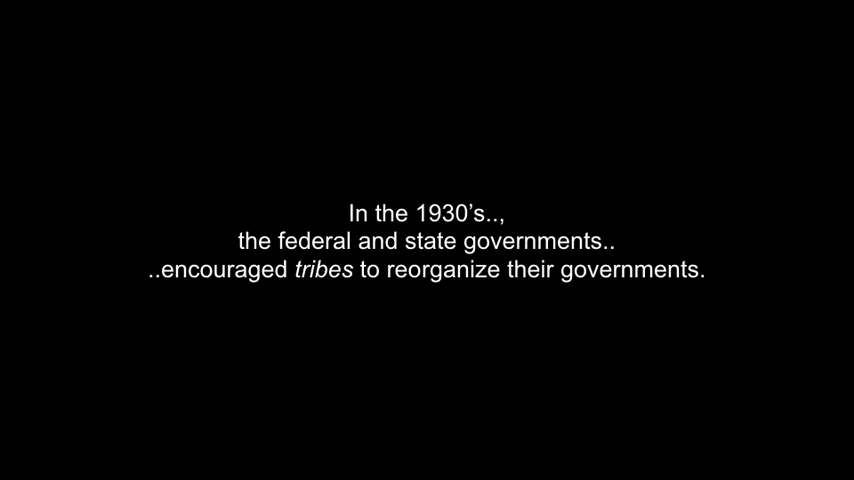 In the 1930’s..,
the federal and state governments..
..encouraged tribes to reorganize their governments.